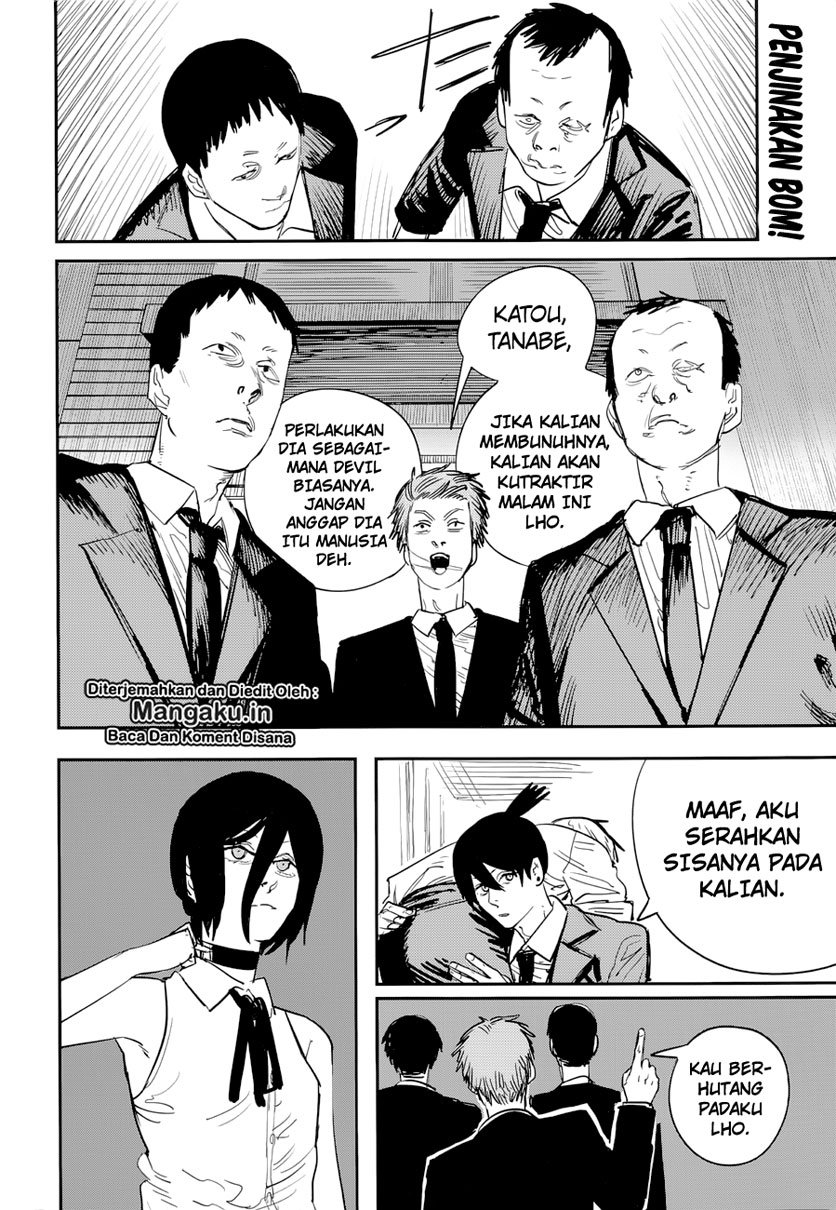 PENJINAKAN BOM!
KATOU,
TANABE,
JIKA KALIAN
MEMBUNUHNYA,
KALIAN AKAN
KUTRAKTIR
MALAM INI
LHO.
PERLAKUKAN
DIA SEBAGAI-
MANA DEVIL
BIASANYA.
JANGAN
ANGGAP DIA
ITU MANUSIA
DEH.
Diterjemahkan dan Diedit Oleh :
Mangaku.in
Baca Dan Koment Disana
MAAF, AKU
SERAHKAN
SISANYA PADA
KALIAN.
KAU BER-
HUTANG
PADAKU
LHO.